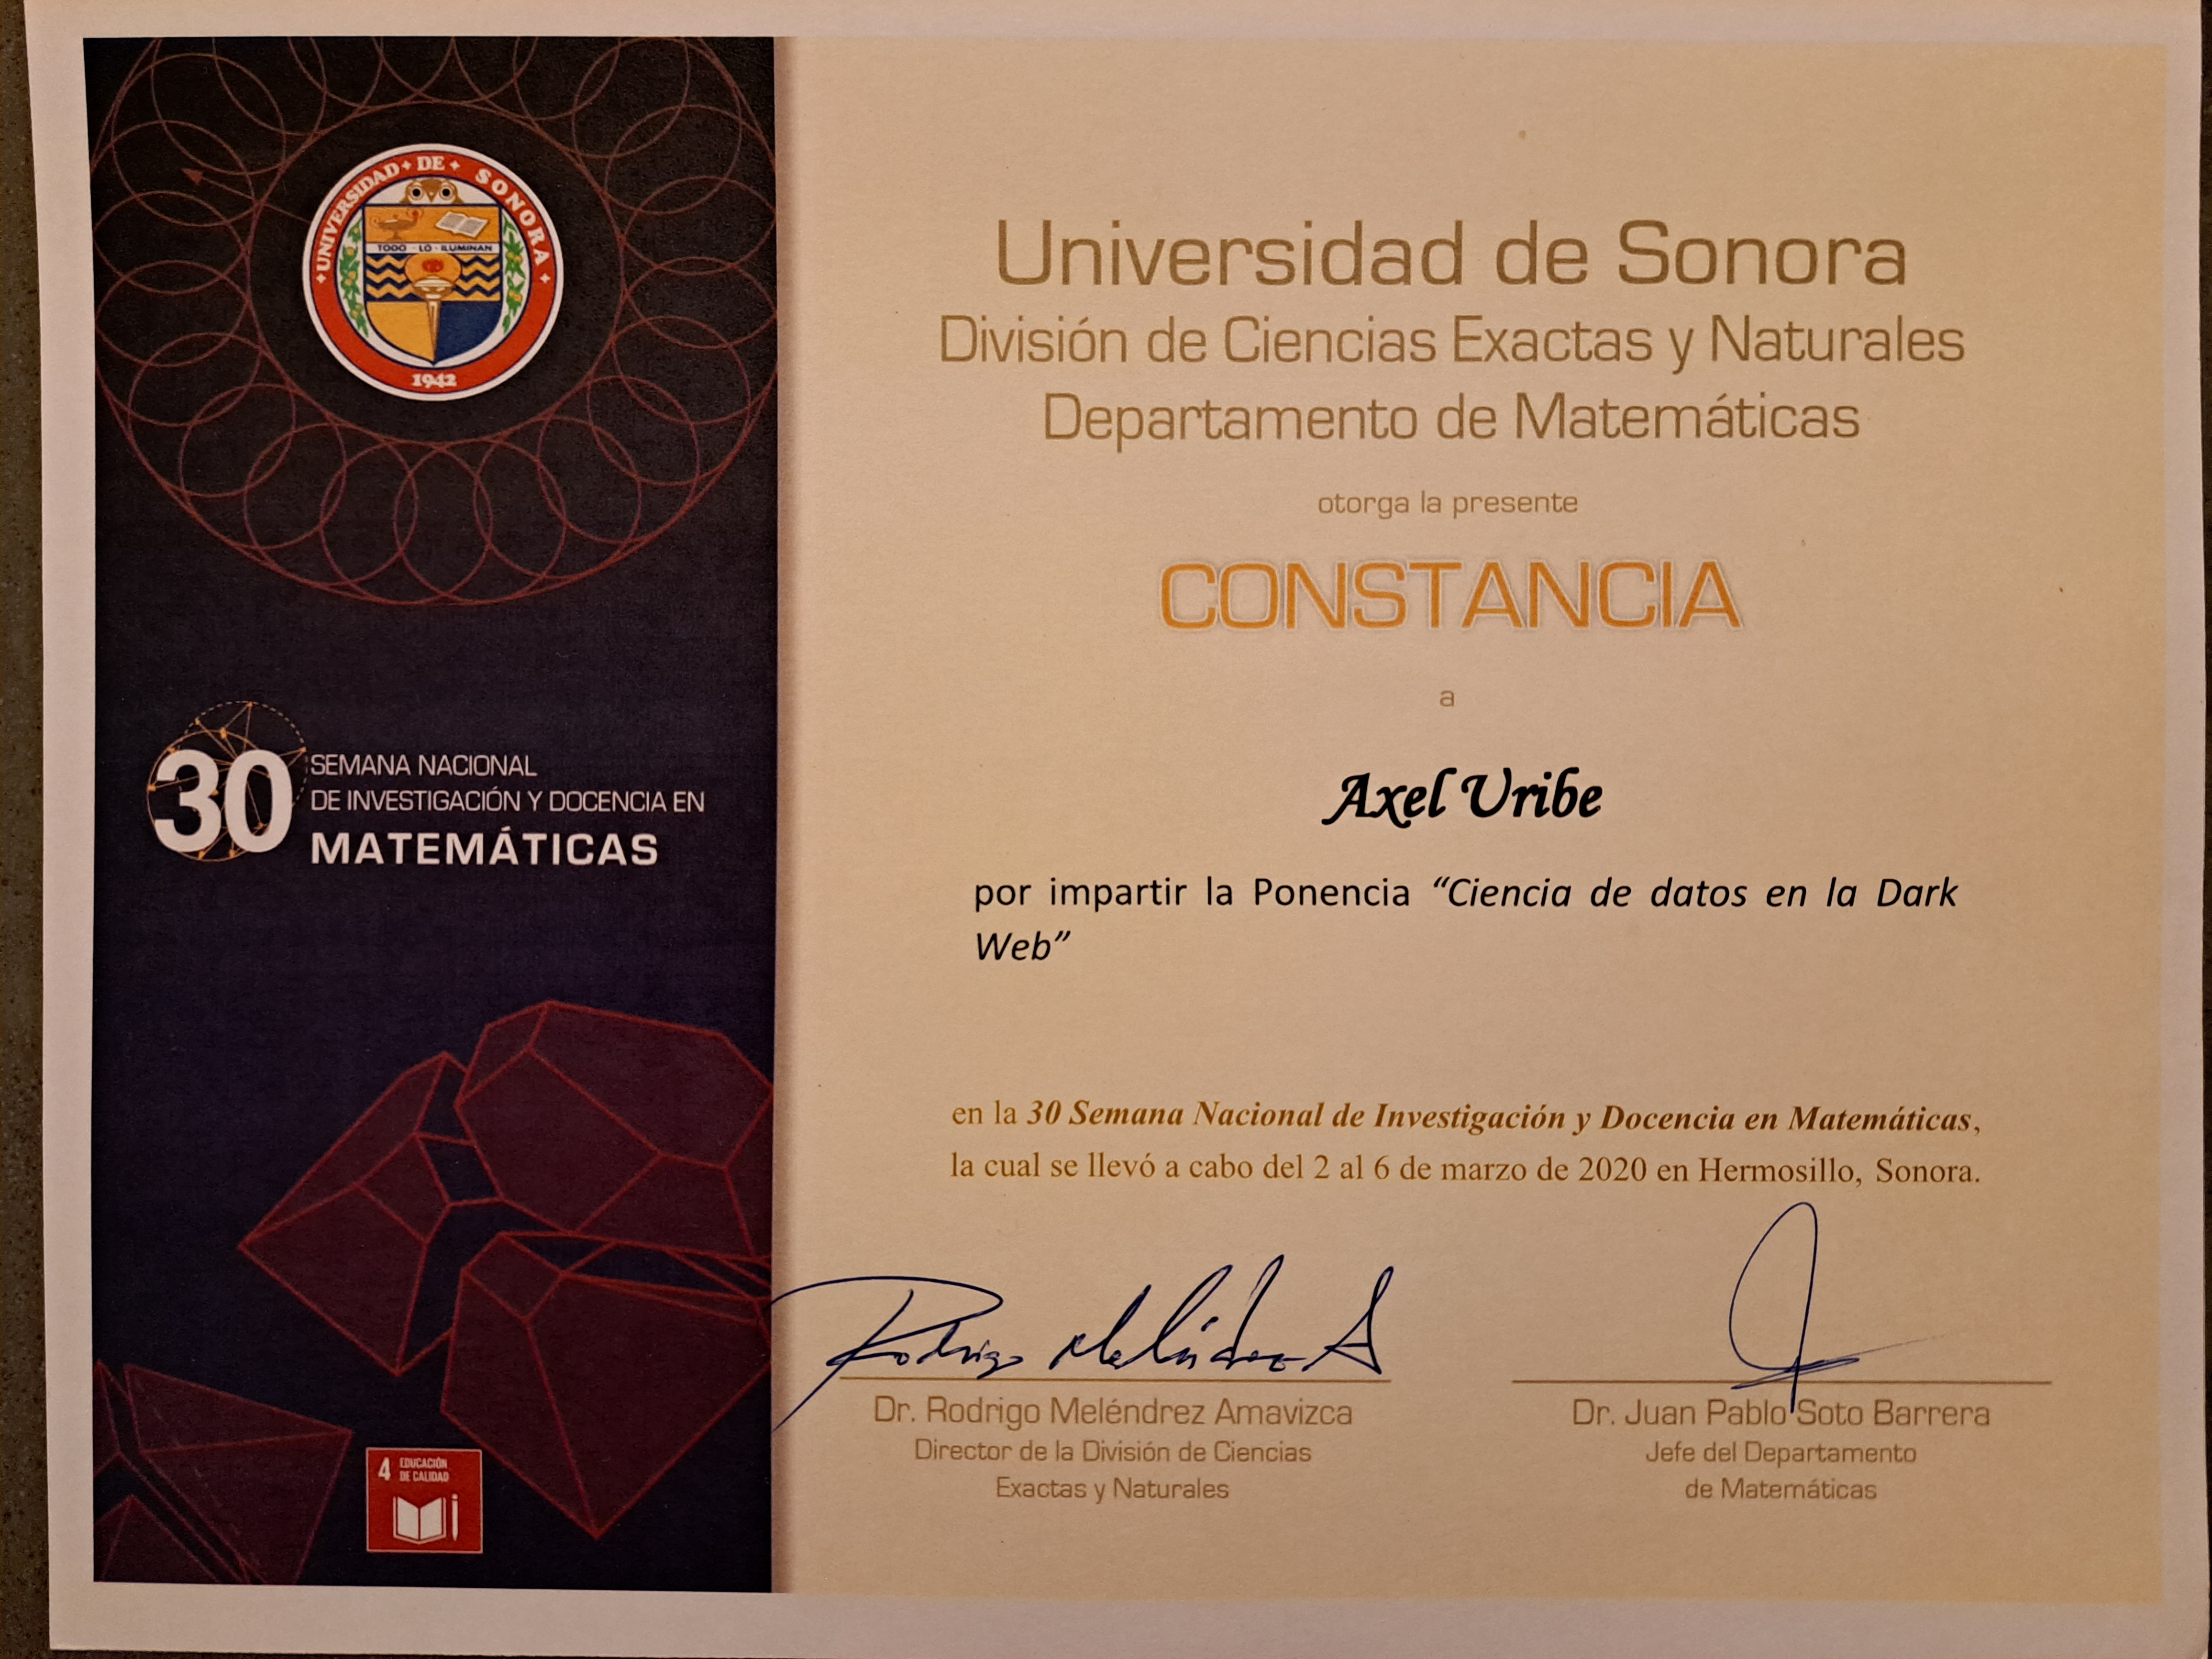 UNIVERSIDAD DE SONORA
TODO LO ILUMINAN
1942
30
SEMANA NACIONAL
DE INVESTIGACIÓN Y DOCENCIA EN
MATEMÁTICAS
4 EDUCACIÓN
DE CALIDAD
Universidad de Sonora
División de Ciencias Exactas y Naturales
Departamento de Matemáticas
otorga la presente
CONSTANCIA
a
Axel Uribe
por impartir la Ponencia “Ciencia de datos en la Dark
Web”
en la 30 Semana Nacional de Investigación y Docencia en Matemáticas,
la cual se llevó a cabo del 2 al 6 de marzo de 2020 en Hermosillo, Sonora.
Rodrigo Meléndrez A
Dr. Rodrigo Meléndrez Amavizca
Director de la División de Ciencias
Exactas y Naturales
Dr. Juan Pablo Soto Barrera
Jefe del Departamento
de Matemáticas